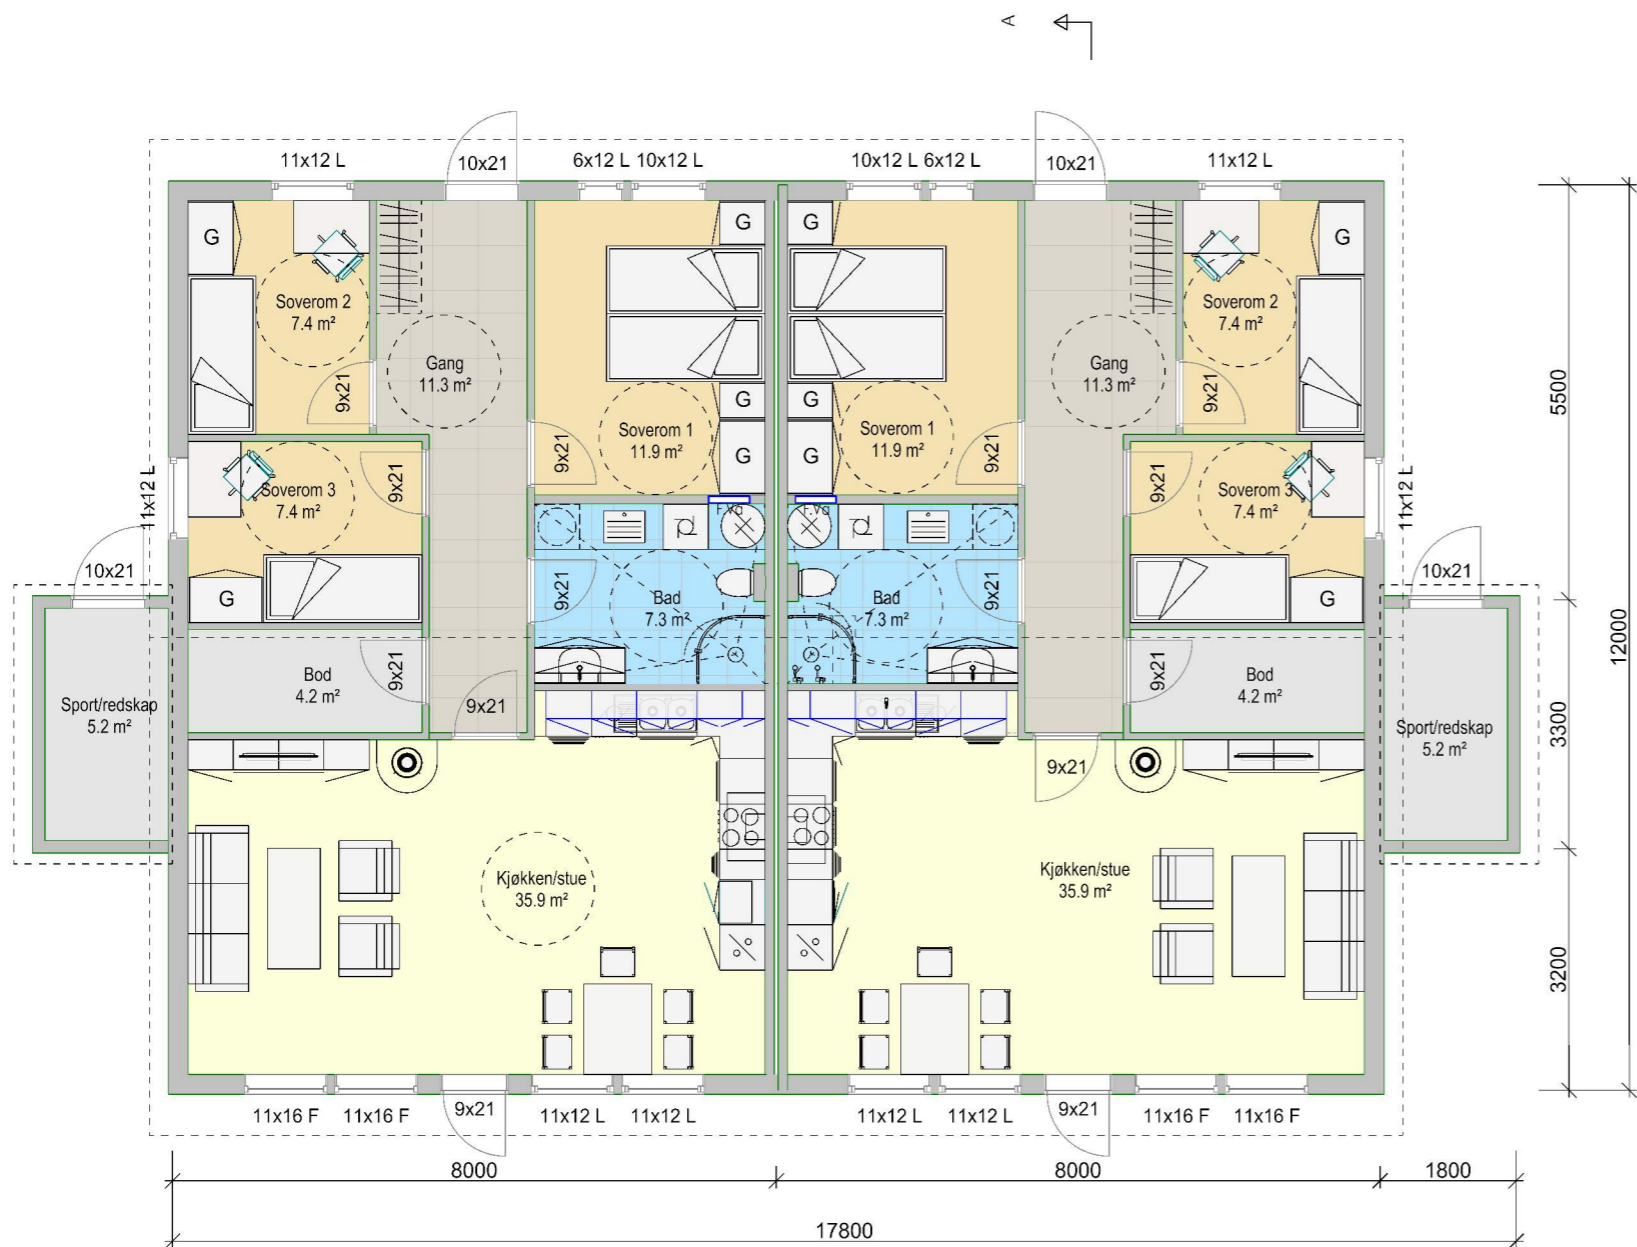 A
11x12 L
10x21
6x12 L
10x12 L
10x12 L
6x12 L
10x21
11x12 L
G
G
G
G
Soverom 2
7.4 m²
9x21
Gang
11.3 m²
G
G
Soverom 1
11.9 m²
9x21
G
G
Soverom 1
11.9 m²
9x21
Gang
11.3 m²
Soverom 2
7.4 m²
9x21
5500
11x12 L
Soverom 3
7.4 m²
9x21
G
F.Vg
F.Vg
9x21
Soverom 3
7.4 m²
G
11x12 L
10x21
9x21
Bad
7.3 m²
Bad
7.3 m²
9x21
10x21
12000
Sport/redskap
5.2 m²
Bod
4.2 m²
9x21
9x21
9x21
Bod
4.2 m²
Sport/redskap
5.2 m²
3300
9x21
Kjøkken/stue
35.9 m²
Kjøkken/stue
35.9 m²
3200
11x16 F
11x16 F
9x21
11x12 L
11x12 L
11x12 L
11x12 L
9x21
11x16 F
11x16 F
8000
8000
1800
17800